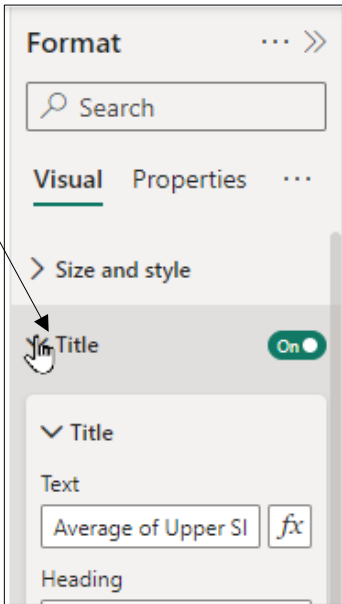 Format
Search
Visual Properties
Size and style
Title On
Title
Text
Average of Upper Sl fx
Heading